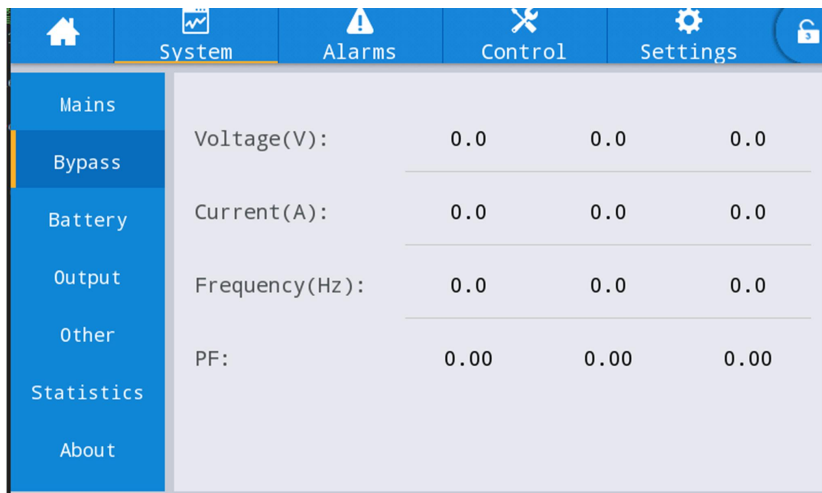 System Alarms Control Settings
3
Mains
Bypass
Battery
Output
Other
Statistics
About
Voltage(V): 0.0 0.0 0.0
Current(A): 0.0 0.0 0.0
Frequency(Hz): 0.0 0.0 0.0
PF: 0.00 0.00 0.00